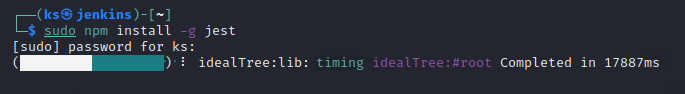 ┌──(ks㉿jenkins)-[~]
└─$ sudo npm install -g jest
[sudo] password for ks:
(██████████████████) ⠸ idealTree:lib: timing idealTree:#root Completed in 17887ms